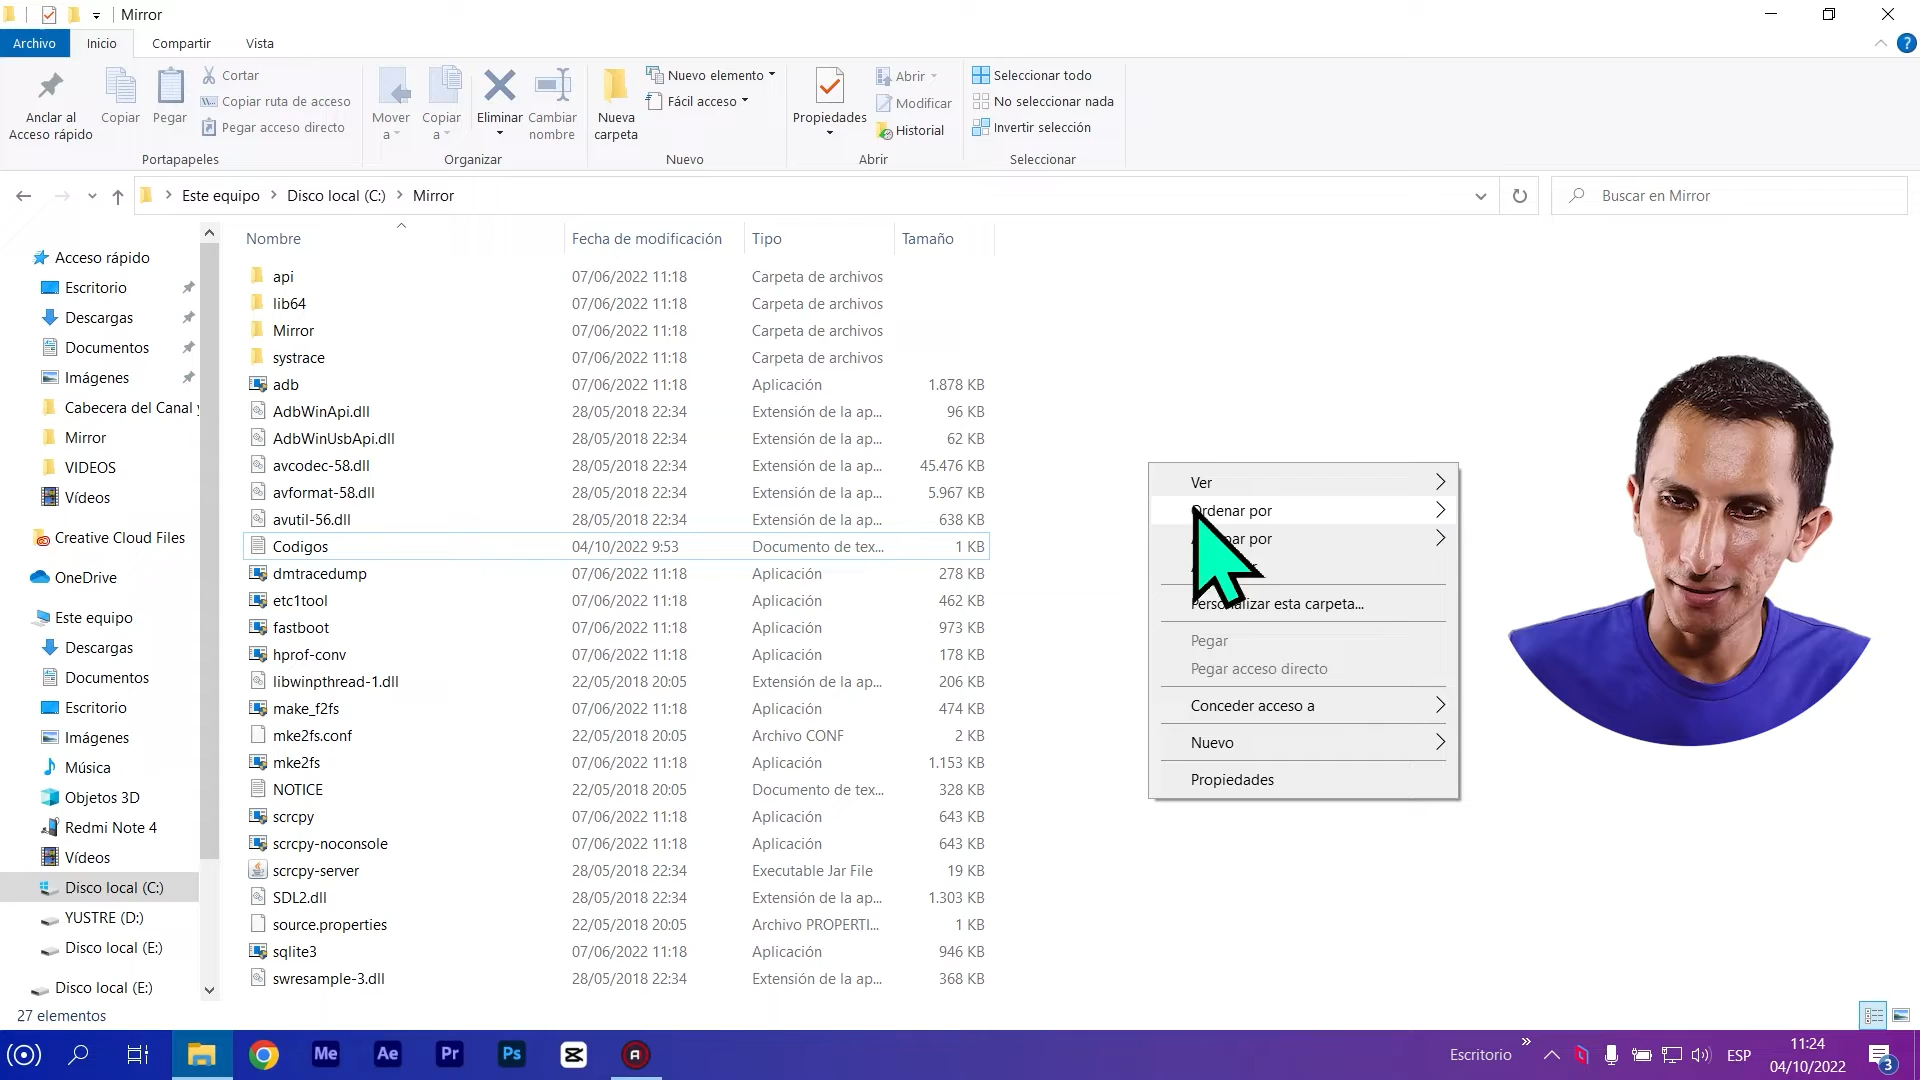 Mirror
Archivo Inicio Compartir Vista
Anclar al Acceso rápido
Copiar
Pegar
Cortar
Copiar ruta de acceso
Pegar acceso directo
Portapapeles
Mover a
Copiar a
Eliminar
Cambiar nombre
Organizar
Nueva carpeta
Nuevo elemento
Fácil acceso
Nuevo
Propiedades
Abrir
Modificar
Historial
Abrir
Seleccionar todo
No seleccionar nada
Invertir selección
Seleccionar
Este equipo Disco local (C:) Mirror
Buscar en Mirror
Acceso rápido
Escritorio
Descargas
Documentos
Imágenes
Cabecera del Canal y
Mirror
VIDEOS
Vídeos
Creative Cloud Files
OneDrive
Este equipo
Descargas
Documentos
Escritorio
Imágenes
Música
Objetos 3D
Redmi Note 4
Vídeos
Disco local (C:)
YUSTRE (D:)
Disco local (E:)
Disco local (E:)
Nombre Fecha de modificación Tipo Tamaño
api 07/06/2022 11:18 Carpeta de archivos
lib64 07/06/2022 11:18 Carpeta de archivos
Mirror 07/06/2022 11:18 Carpeta de archivos
systrace 07/06/2022 11:18 Carpeta de archivos
adb 07/06/2022 11:18 Aplicación 1.878 KB
AdbWinApi.dll 28/05/2018 22:34 Extensión de la ap... 96 KB
AdbWinUsbApi.dll 28/05/2018 22:34 Extensión de la ap... 62 KB
avcodec-58.dll 28/05/2018 22:34 Extensión de la ap... 45.476 KB
avformat-58.dll 28/05/2018 22:34 Extensión de la ap... 5.967 KB
avutil-56.dll 28/05/2018 22:34 Extensión de la ap... 638 KB
Codigos 04/10/2022 9:53 Documento de tex... 1 KB
dmtracedump 07/06/2022 11:18 Aplicación 278 KB
etc1tool 07/06/2022 11:18 Aplicación 462 KB
fastboot 07/06/2022 11:18 Aplicación 973 KB
hprof-conv 07/06/2022 11:18 Aplicación 178 KB
libwinpthread-1.dll 22/05/2018 20:05 Extensión de la ap... 206 KB
make_f2fs 07/06/2022 11:18 Aplicación 474 KB
mke2fs.conf 22/05/2018 20:05 Archivo CONF 2 KB
mke2fs 07/06/2022 11:18 Aplicación 1.153 KB
NOTICE 22/05/2018 20:05 Documento de tex... 328 KB
scrcpy 07/06/2022 11:18 Aplicación 643 KB
scrcpy-noconsole 07/06/2022 11:18 Aplicación 643 KB
scrcpy-server 28/05/2018 22:34 Executable Jar File 19 KB
SDL2.dll 28/05/2018 22:34 Extensión de la ap... 1.303 KB
source.properties 22/05/2018 20:05 Archivo PROPERTI... 1 KB
sqlite3 07/06/2022 11:18 Aplicación 946 KB
swresample-3.dll 28/05/2018 22:34 Extensión de la ap... 368 KB
Ver
Ordenar por
por
Personalizar esta carpeta...
Pegar
Pegar acceso directo
Conceder acceso a
Nuevo
Propiedades
27 elementos
Me Ae Pr Ps
Escritorio
ESP
11:24
04/10/2022
3